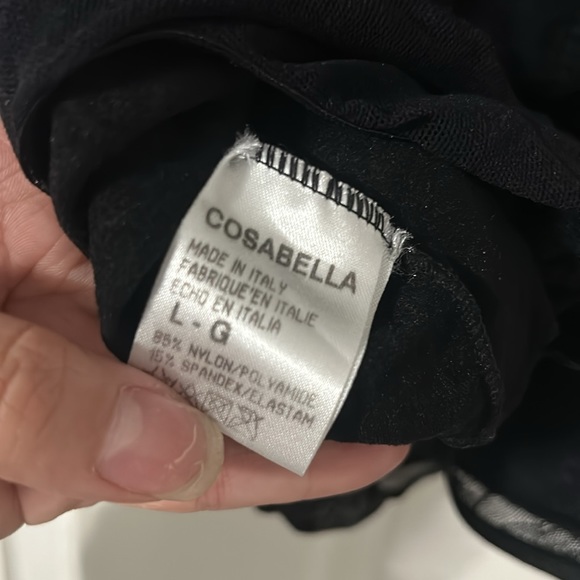 COSABELLA
MADE IN ITALY
FABRIQUE'EN ITALIE
ECHO EN ITALIA
L - G
85% NYLON/POLYAMIDE
15% SPANDEX/ELASTAM